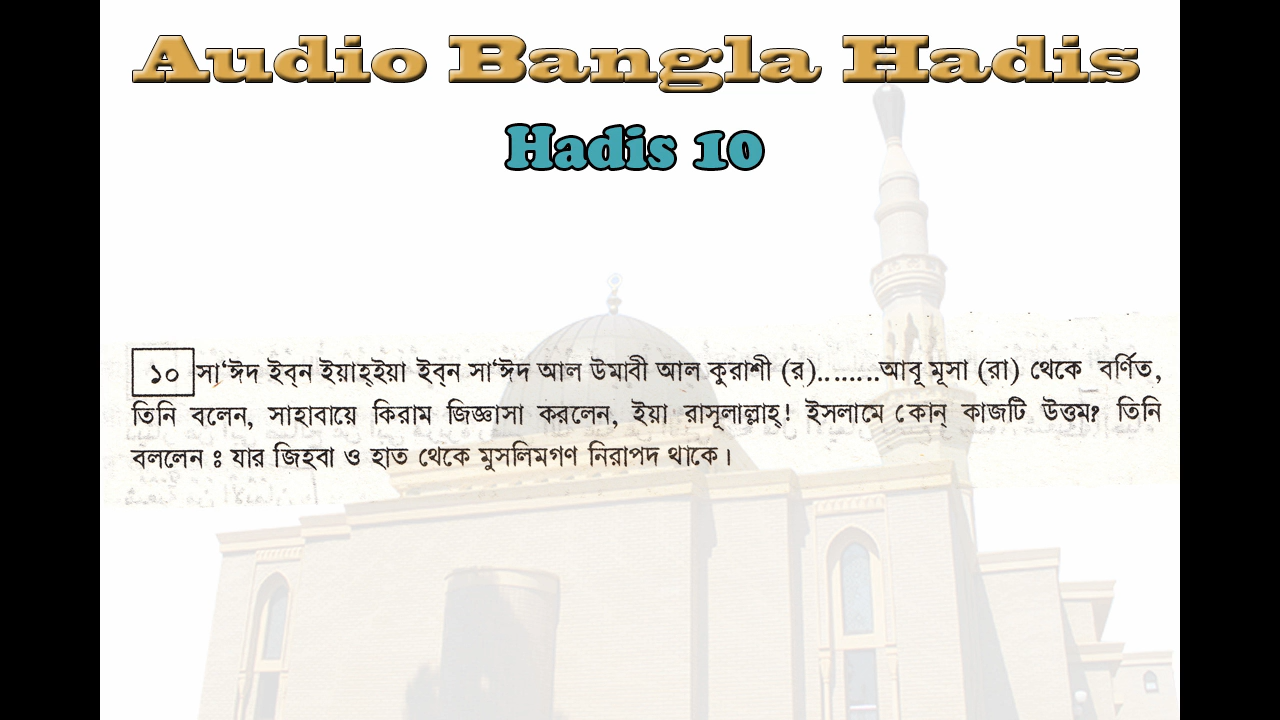 Audio Bangla Hadis
Hadis 10
১০ সা‘ঈদ ইব্‌ন ইয়াহ্‌ইয়া ইব্‌ন সা‘ঈদ আল উমাবী আল কুরাশী (র)........আবূ মূসা (রা) থেকে বর্ণিত,
তিনি বলেন, সাহাবায়ে কিরাম জিজ্ঞাসা করলেন, ইয়া রাসূলাল্লাহ্! ইসলামে কোন্ কাজটি উত্তম? তিনি
বললেন ঃ যার জিহবা ও হাত থেকে মুসলিমগণ নিরাপদ থাকে।